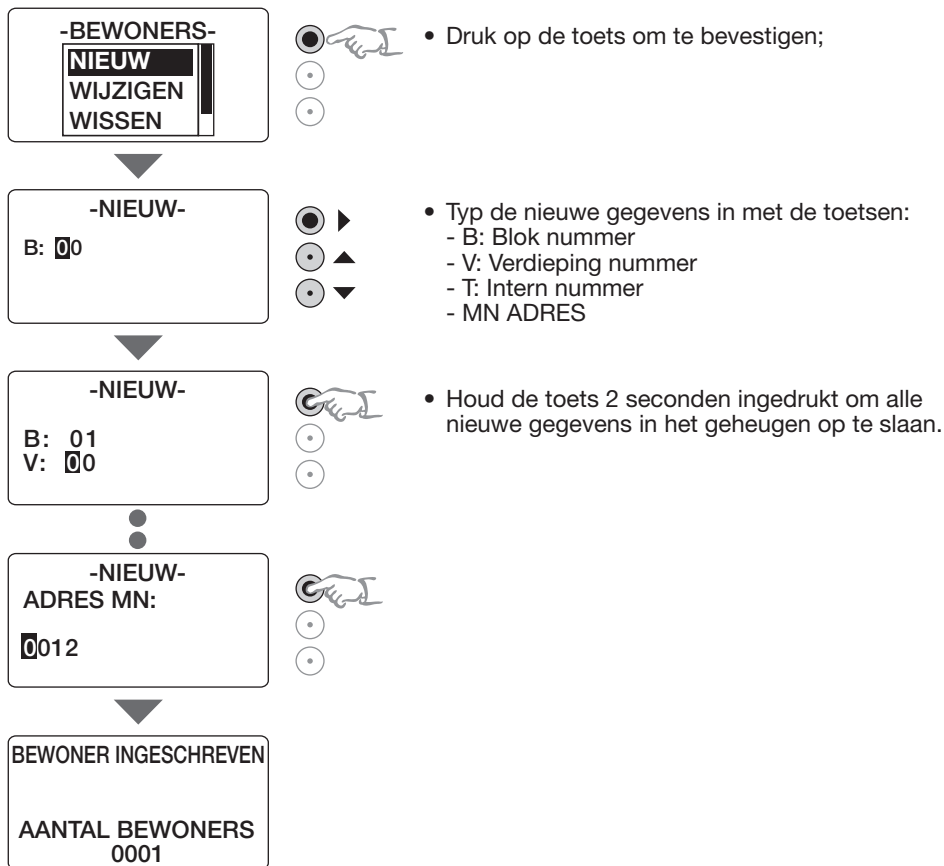 -BEWONERS-
NIEUW
WIJZIGEN
WISSEN
• Druk op de toets om te bevestigen;
-NIEUW-
B: 00
• Typ de nieuwe gegevens in met de toetsen:
- B: Blok nummer
- V: Verdieping nummer
- T: Intern nummer
- MN ADRES
-NIEUW-
B: 01
V: 00
• Houd de toets 2 seconden ingedrukt om alle
nieuwe gegevens in het geheugen op te slaan.
-NIEUW-
ADRES MN:
0012
BEWONER INGESCHREVEN
AANTAL BEWONERS
0001